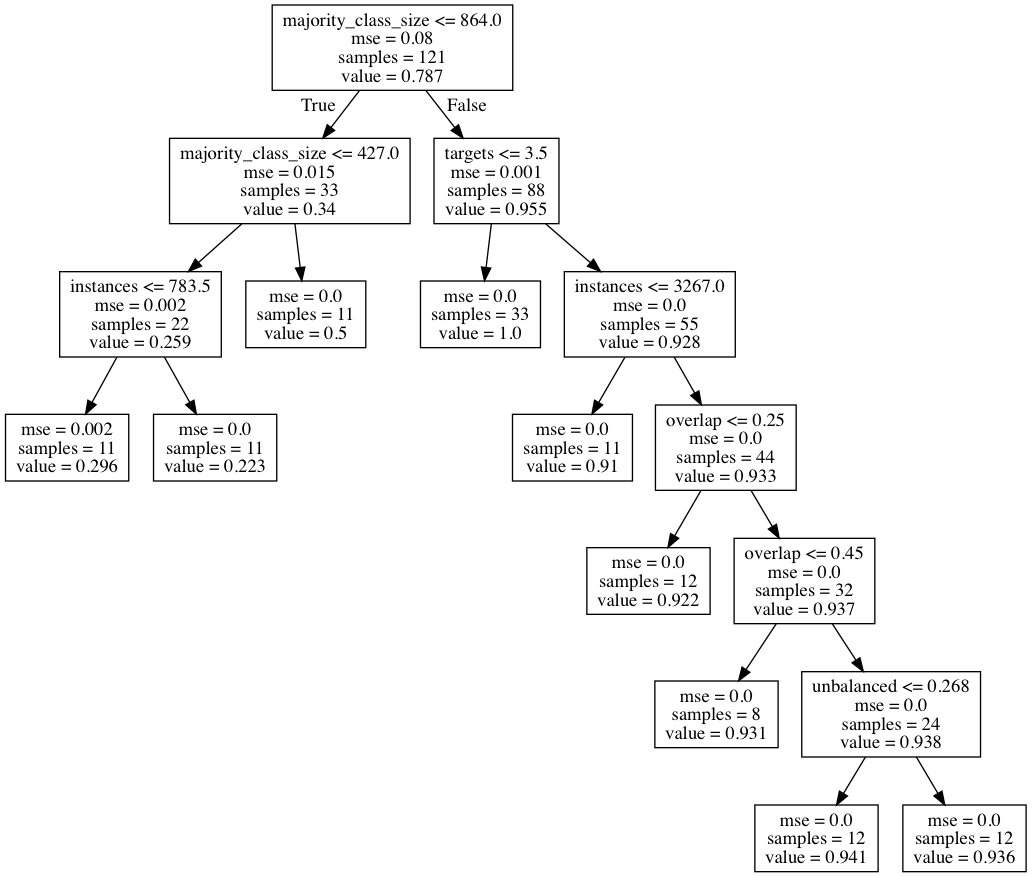 majority_class_size <= 864.0
mse = 0.08
samples = 121
value = 0.787
True
False
majority_class_size <= 427.0
mse = 0.015
samples = 33
value = 0.34
targets <= 3.5
mse = 0.001
samples = 88
value = 0.955
instances <= 783.5
mse = 0.002
samples = 22
value = 0.259
mse = 0.0
samples = 11
value = 0.5
mse = 0.0
samples = 33
value = 1.0
instances <= 3267.0
mse = 0.0
samples = 55
value = 0.928
mse = 0.002
samples = 11
value = 0.296
mse = 0.0
samples = 11
value = 0.223
mse = 0.0
samples = 11
value = 0.91
overlap <= 0.25
mse = 0.0
samples = 44
value = 0.933
mse = 0.0
samples = 12
value = 0.922
overlap <= 0.45
mse = 0.0
samples = 32
value = 0.937
mse = 0.0
samples = 8
value = 0.931
unbalanced <= 0.268
mse = 0.0
samples = 24
value = 0.938
mse = 0.0
samples = 12
value = 0.941
mse = 0.0
samples = 12
value = 0.936